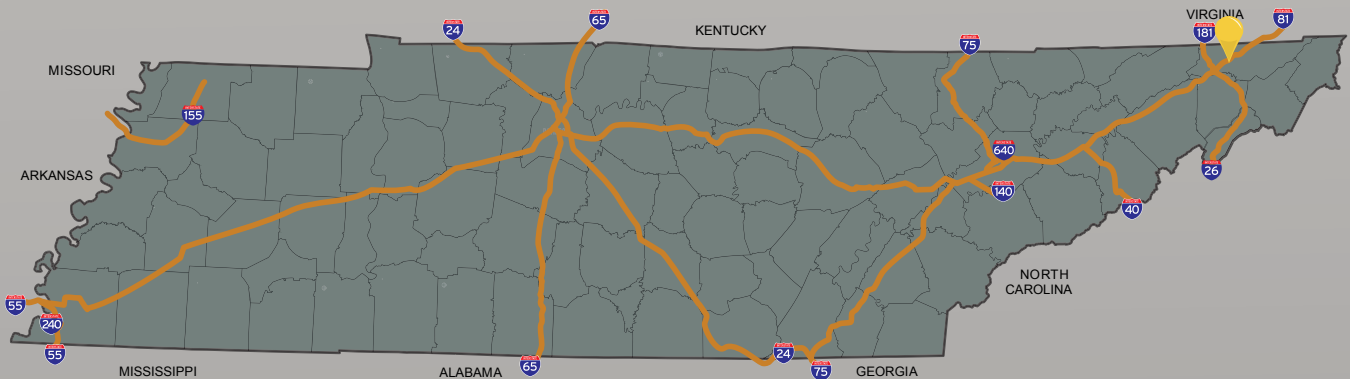 VIRGINIA
81
65
24
KENTUCKY
181
75
MISSOURI
155
640
ARKANSAS
26
140
40
NORTH
CAROLINA
55
240
55
24
65
75
MISSISSIPPI
ALABAMA
GEORGIA